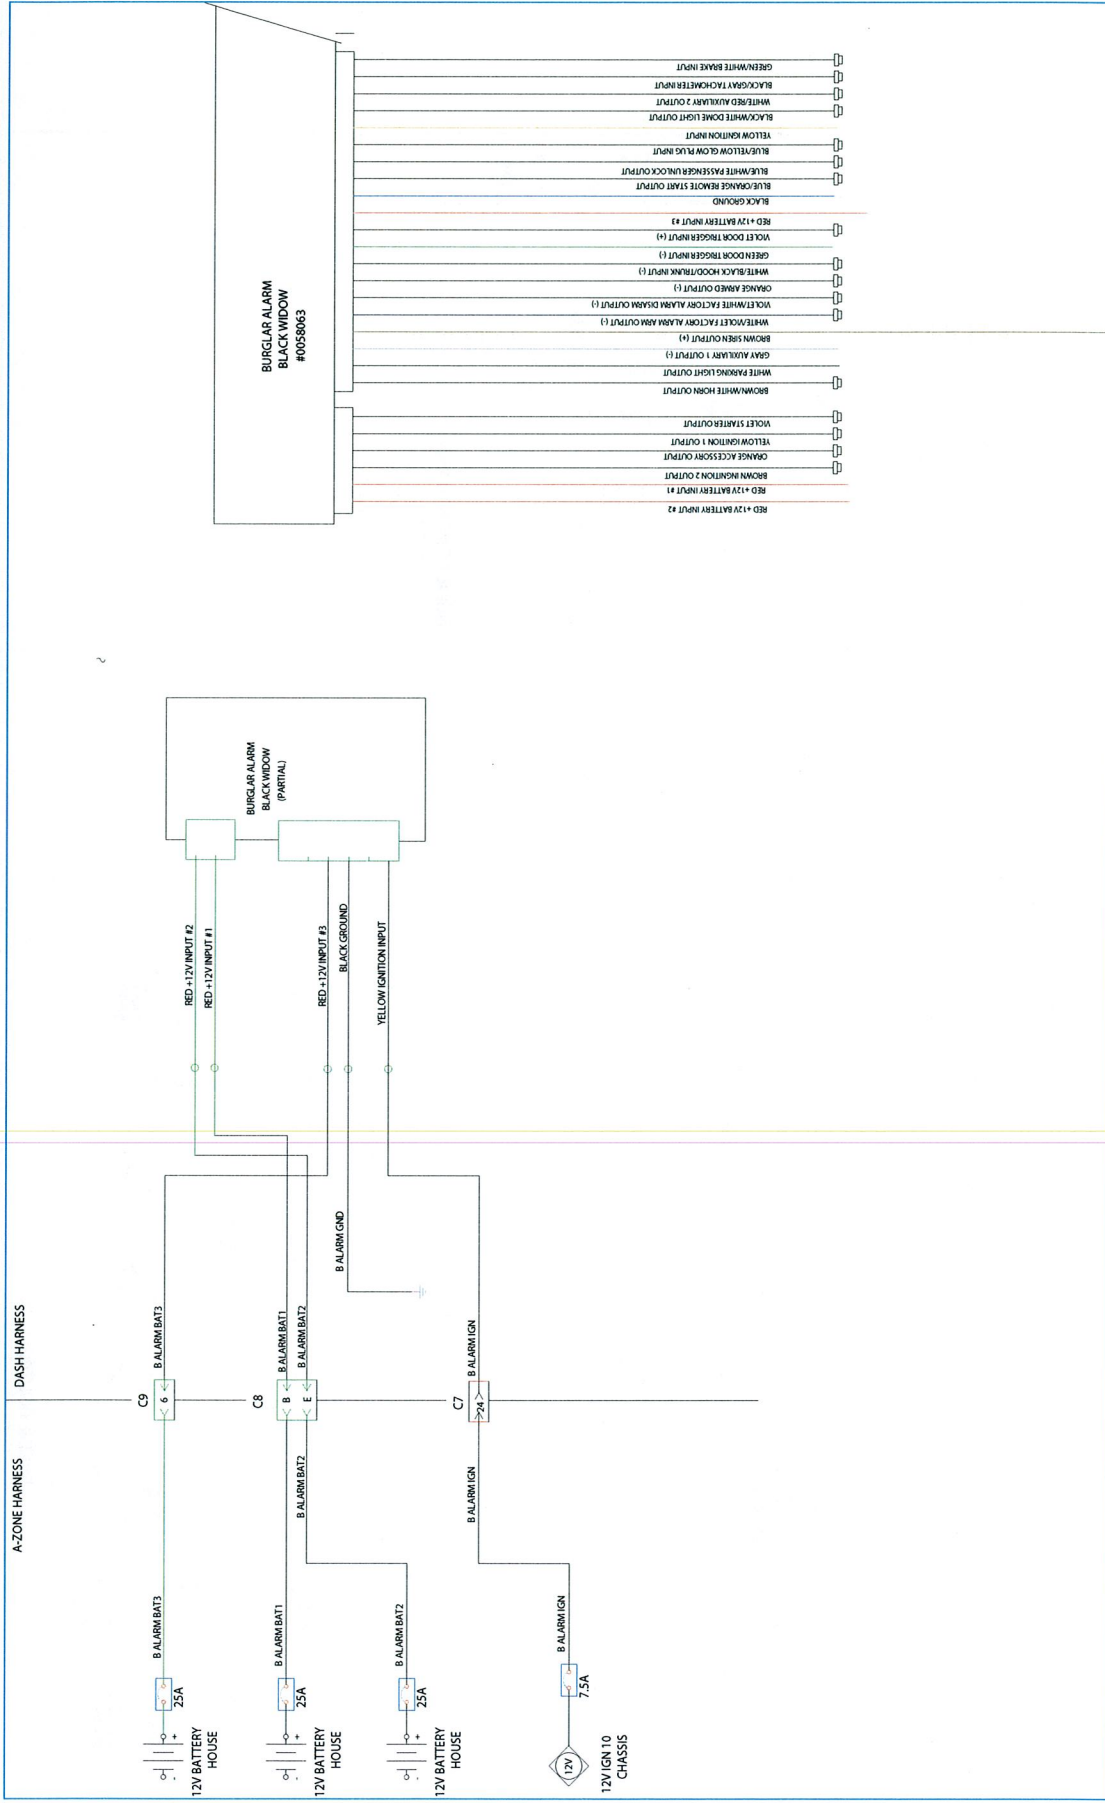 A-ZONE HARNESS
DASH HARNESS
12V BATTERY
HOUSE
-
+
25A
B ALARM BAT3
C9
6
B ALARM BAT3
12V BATTERY
HOUSE
-
+
25A
B ALARM BAT1
C8
B
E
B ALARM BAT1
B ALARM BAT2
12V BATTERY
HOUSE
-
+
25A
B ALARM BAT2
B ALARM BAT2
B ALARM GND
12V
12V IGN 10
CHASSIS
7.5A
B ALARM IGN
B ALARM IGN
C7
24
B ALARM IGN
RED +12V INPUT #2
RED +12V INPUT #1
RED +12V INPUT #3
BLACK GROUND
YELLOW IGNITION INPUT
BURGLAR ALARM
BLACK WIDOW
(PARTIAL)
BURGLAR ALARM
BLACK WIDOW
#0058063
GREEN/WHITE BRAKE INPUT
BLACK/GRAY TACHOMETER INPUT
WHITE/RED AUXILIARY 2 OUTPUT
BLACK/WHITE DOME LIGHT OUTPUT
YELLOW IGNITION INPUT
BLUE/YELLOW GLOW PLUG INPUT
BLUE/WHITE PASSENGER UNLOCK OUTPUT
BLUE/ORANGE REMOTE START OUTPUT
BLACK GROUND
RED +12V BATTERY INPUT #3
VIOLET DOOR TRIGGER INPUT (+)
GREEN DOOR TRIGGER INPUT (-)
WHITE/BLACK HOOD/TRUNK INPUT (-)
ORANGE ARMED OUTPUT (-)
VIOLET/WHITE FACTORY ALARM DISARM OUTPUT (-)
WHITE/VIOLET FACTORY ALARM ARM OUTPUT (-)
BROWN SIREN OUTPUT (+)
GRAY AUXILIARY 1 OUTPUT (-)
WHITE PARKING LIGHT OUTPUT
BROWN/WHITE HORN OUTPUT
VIOLET STARTER OUTPUT
YELLOW IGNITION 1 OUTPUT
ORANGE ACCESSORY OUTPUT
BROWN INGNITION 2 OUTPUT
RED +12V BATTERY INPUT #1
RED +12V BATTERY INPUT #2